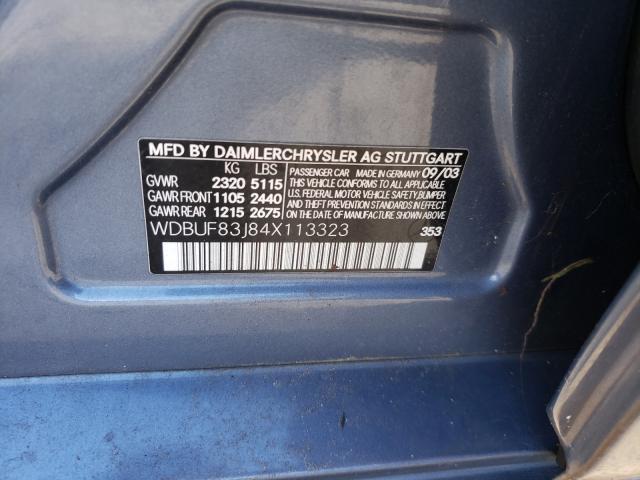 MFD BY DAIMLERCHRYSLER AG STUTTGART
KG LBS
GVWR 2320 5115
GAWR FRONT 1105 2440
GAWR REAR 1215 2675
PASSENGER CAR MADE IN GERMANY 09/03
THIS VEHICLE CONFORMS TO ALL APPLICABLE
U.S. FEDERAL MOTOR VEHICLE SAFETY, BUMPER,
AND THEFT PREVENTION STANDARDS IN EFFECT
ON THE DATE OF MANUFACTURE SHOWN ABOVE.
WDBUF83J84X113323
353